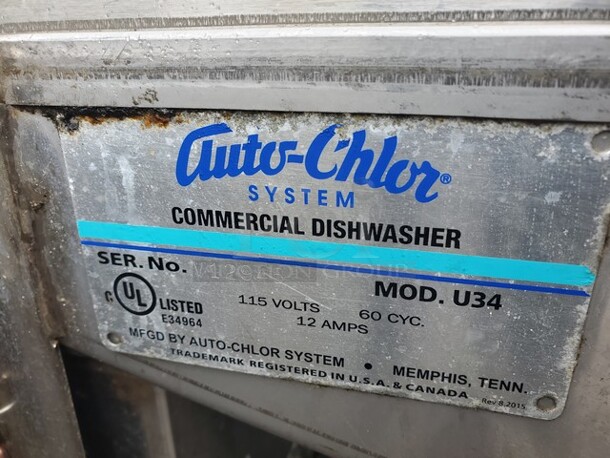 Auto-Chlor®
SYSTEM
COMMERCIAL DISHWASHER
SER. No.
MOD. U34
C UL LISTED
E34964
115 VOLTS 60 CYC.
12 AMPS
MFGD BY AUTO-CHLOR SYSTEM • MEMPHIS, TENN.
TRADEMARK REGISTERED IN U.S.A. & CANADA
Rev 8.2015